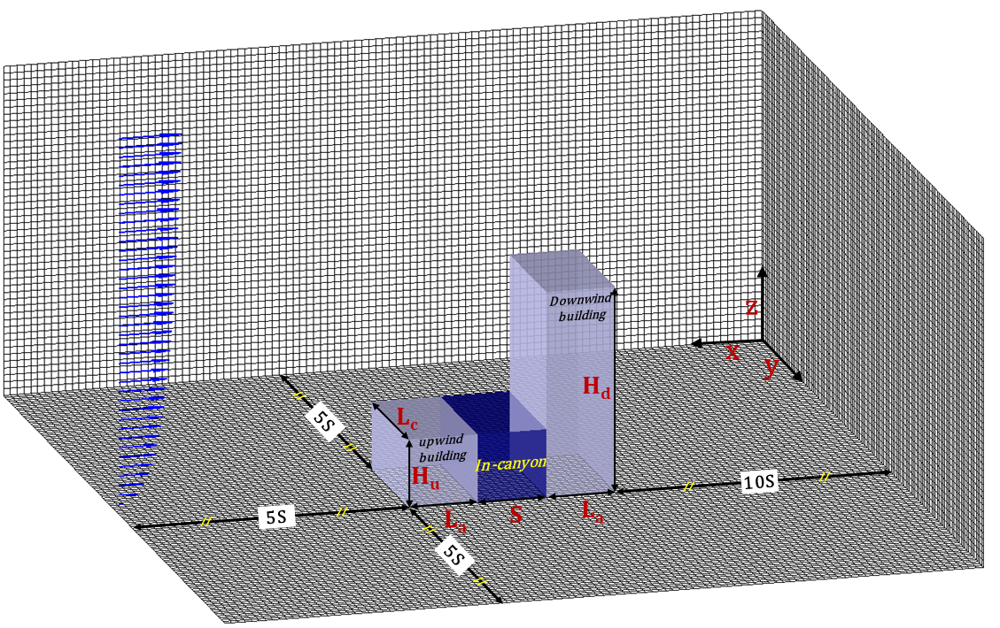 Downwind
building
z
x
y
H_d
5S
L_c
upwind
building
In-canyon
H_u
10S
5S
L_a
S
L_a
5S